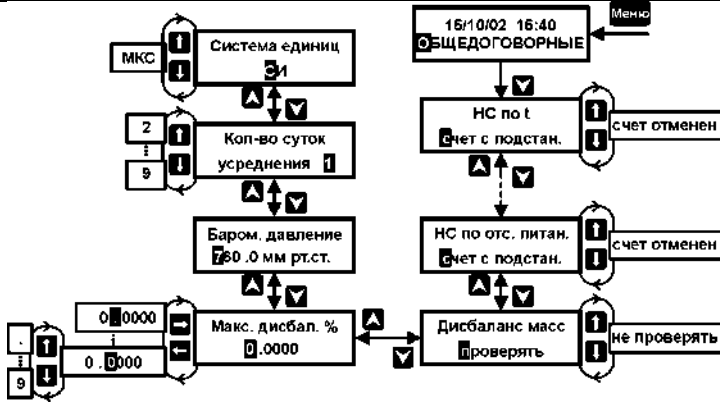 Меню
16/10/02 16:40
ОБЩЕДОГОВОРНЫЕ
НС по t
счет с подстан.
счет отменен
НС по отс. питан.
счет с подстан.
счет отменен
Дисбаланс масс
проверять
не проверять
Система единиц
СИ
МКС
Кол-во суток
усреднения 1
2
9
Баром. давление
760.0 мм рт.ст.
Макс. дисбал. %
0.0000
0.0000
0.0000
.
9